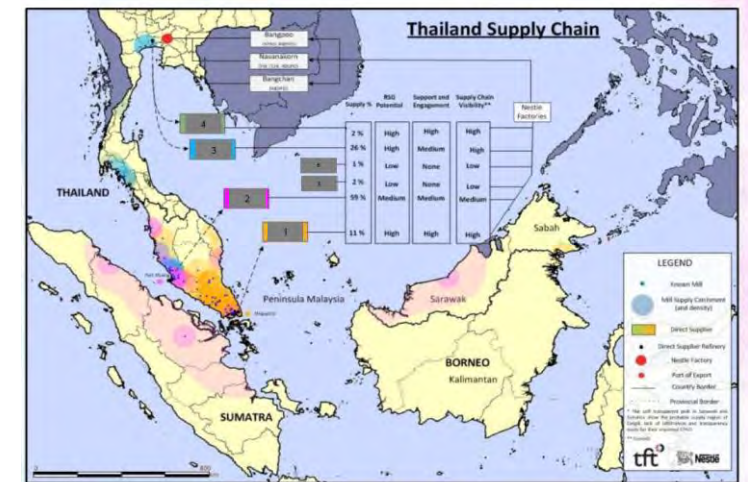 Thailand Supply Chain
Bangpoo
Navanakorn
Bangchan
Nestle
Factories
Supply %
RSG
Potential
Support and
Engagement
Supply Chain
Visibility**
4
2 %
High
High
High
3
26 %
High
Medium
High
1 %
Low
None
Low
2 %
Low
None
Low
2
59 %
Medium
Medium
Medium
1
11 %
High
High
High
THAILAND
Peninsula Malaysia
Sabah
Sarawak
BORNEO
Kalimantan
SUMATRA
LEGEND
Known Mill
Mill Supply Catchment
(and density)
Direct Supplier
Direct Supplier Refinery
Nestle Factory
Port of Export
Country Border
Provincial Border
tft
Nestlé